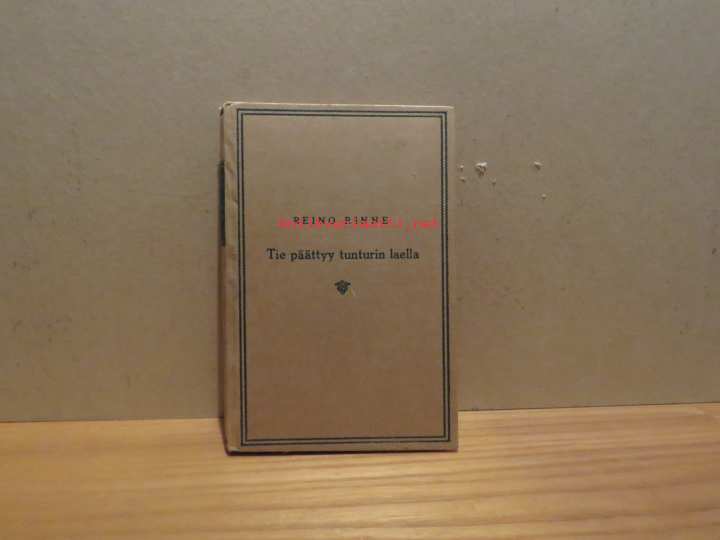 REINO RINNE
Tie päättyy tunturin laella